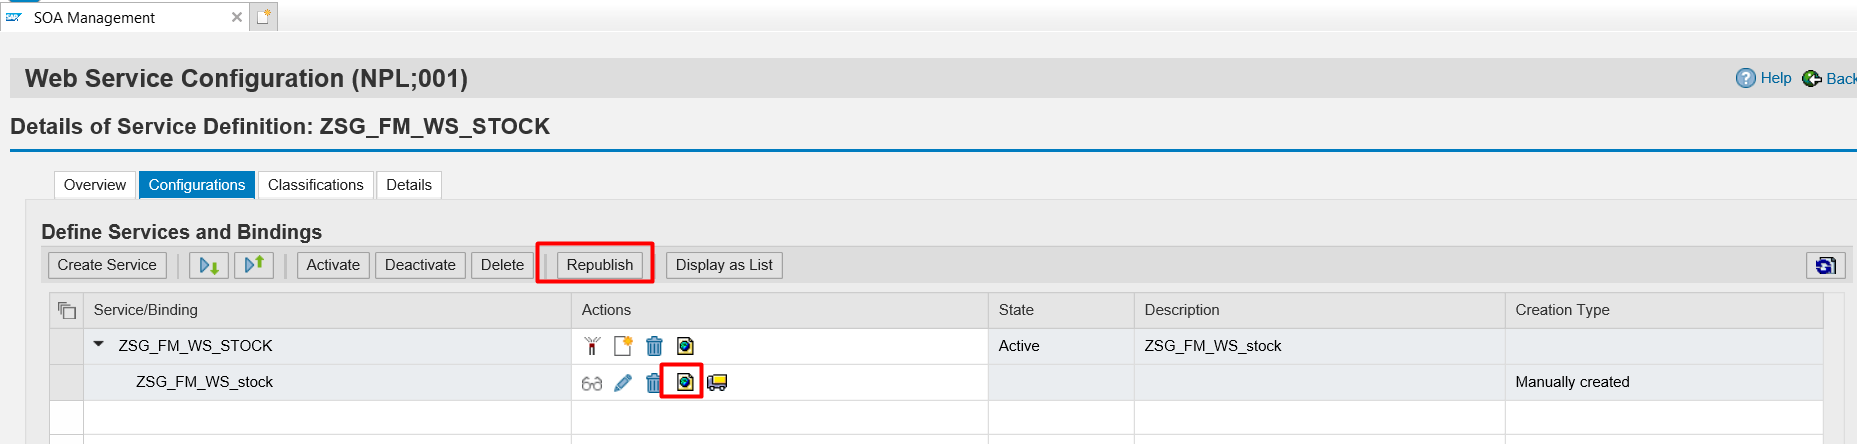 SAP SOA Management
Web Service Configuration (NPL;001)
Help Back
Details of Service Definition: ZSG_FM_WS_STOCK
Overview Configurations Classifications Details
Define Services and Bindings
Create Service Activate Deactivate Delete Republish Display as List
Service/Binding Actions State Description Creation Type
ZSG_FM_WS_STOCK Active ZSG_FM_WS_stock
ZSG_FM_WS_stock Manually created